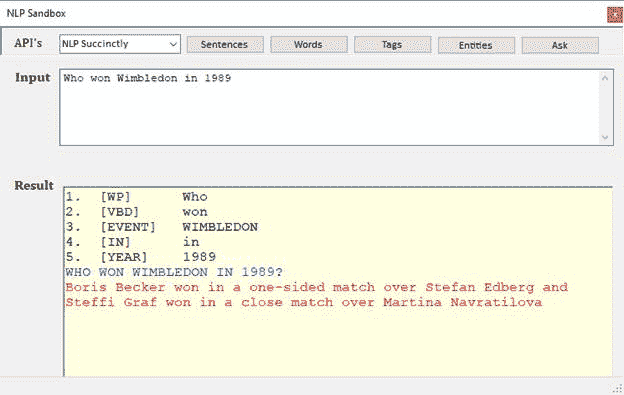 NLP Sandbox
API's NLP Succinctly Sentences Words Tags Entities Ask
Input Who won Wimbledon in 1989
Result
1. [WP] Who
2. [VBD] won
3. [EVENT] WIMBLEDON
4. [IN] in
5. [YEAR] 1989
WHO WON WIMBLEDON IN 1989?
Boris Becker won in a one-sided match over Stefan Edberg and
Steffi Graf won in a close match over Martina Navratilova